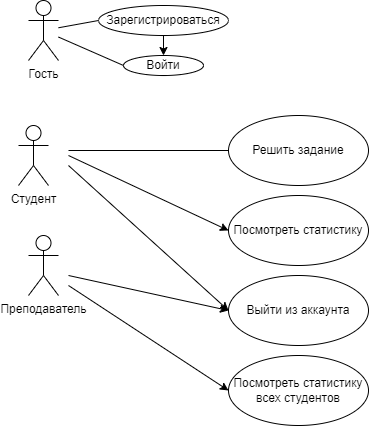 Зарегистрироваться
Войти
Гость
Решить задание
Студент
Посмотреть статистику
Преподаватель
Выйти из аккаунта
Посмотреть статистику
всех студентов